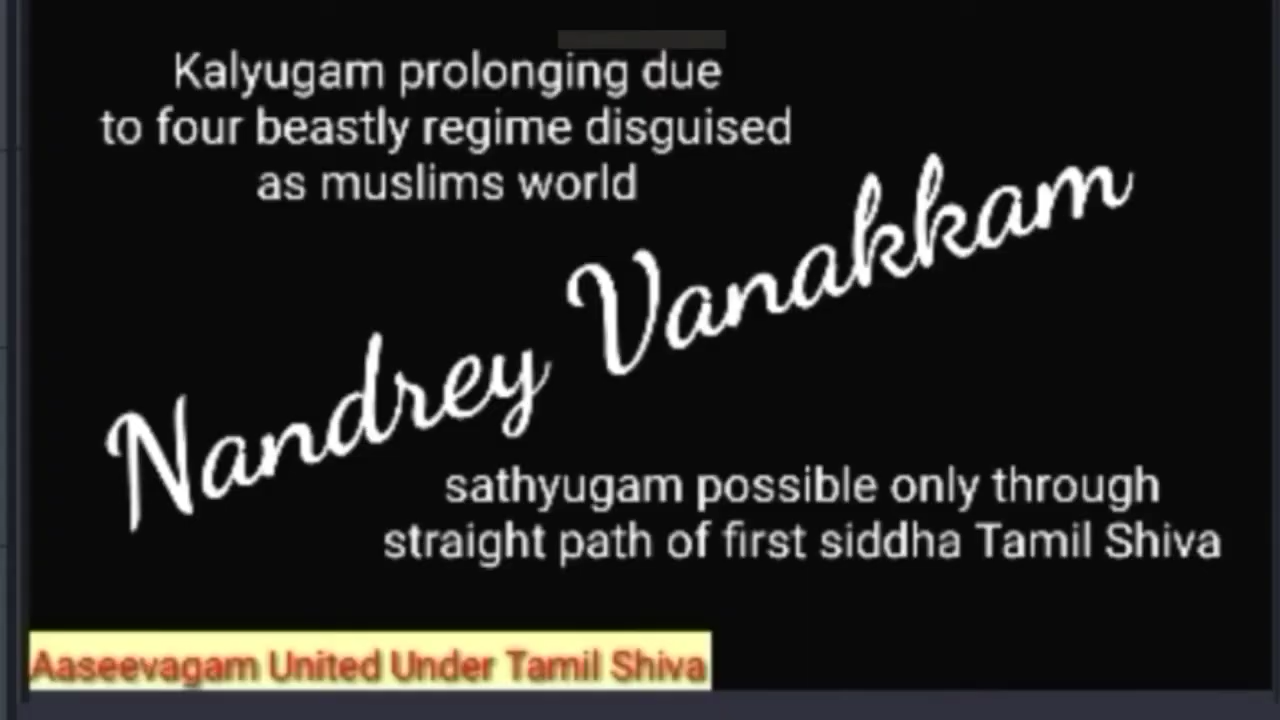 Kalyugam prolonging due
to four beastly regime disguised
as muslims world
Nandrey Vanakkam
sathyugam possible only through
straight path of first siddha Tamil Shiva
Aaseevagam United Under Tamil Shiva